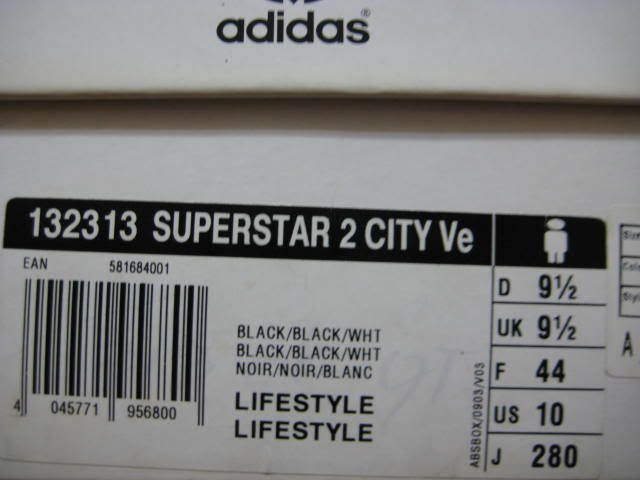 adidas®
132313 SUPERSTAR 2 CITY Ve
EAN 581684001
4 045771 956800
BLACK/BLACK/WHT
BLACK/BLACK/WHT
NOIR/NOIR/BLANC
LIFESTYLE
LIFESTYLE
ABSBOX/0903/V03
D 9½
UK 9½
F 44
US 10
J 280
A